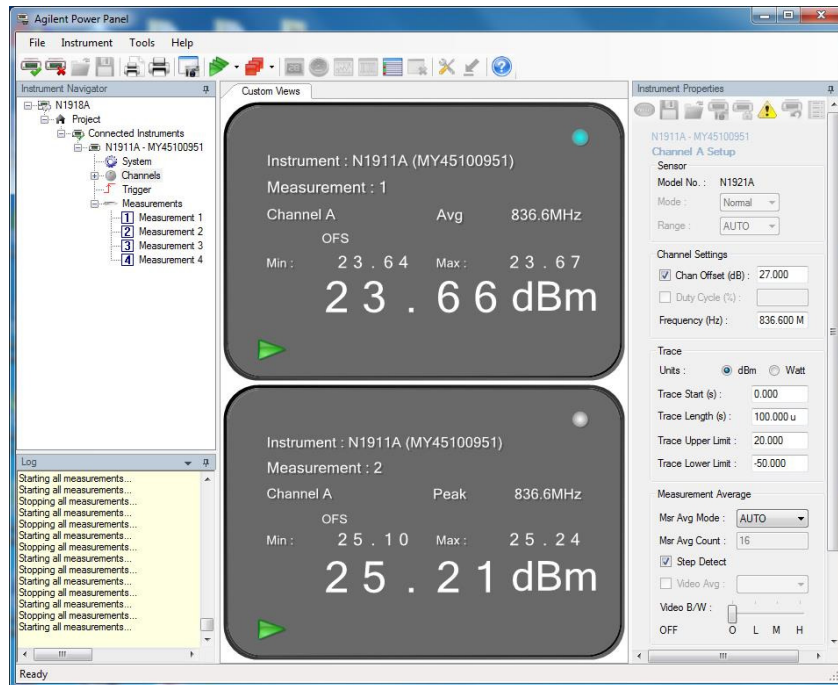 Agilent Power Panel
File Instrument Tools Help
Instrument Navigator
N1918A
Project
Connected Instruments
N1911A - MY45100951
System
Channels
Trigger
Measurements
1 Measurement 1
2 Measurement 2
3 Measurement 3
4 Measurement 4
Log
Starting all measurements...
Starting all measurements...
Stopping all measurements...
Starting all measurements...
Stopping all measurements...
Starting all measurements...
Stopping all measurements...
Starting all measurements...
Starting all measurements...
Stopping all measurements...
Starting all measurements...
Stopping all measurements...
Starting all measurements...
Custom Views
Instrument : N1911A (MY45100951)
Measurement : 1
Channel A Avg 836.6MHz
OFS
Min : 23.64 Max : 23.67
23.66 dBm
Instrument : N1911A (MY45100951)
Measurement : 2
Channel A Peak 836.6MHz
OFS
Min : 25.10 Max : 25.24
25.21 dBm
Instrument Properties
N1911A - MY45100951
Channel A Setup
Sensor
Model No. : N1921A
Mode : Normal
Range : AUTO
Channel Settings
Chan Offset (dB) : 27.000
Duty Cycle (%) :
Frequency (Hz) : 836.600 M
Trace
Units : dBm Watt
Trace Start (s) : 0.000
Trace Length (s) : 100.000 u
Trace Upper Limit : 20.000
Trace Lower Limit : -50.000
Measurement Average
Msr Avg Mode : AUTO
Msr Avg Count : 16
Step Detect
Video Avg :
Video B/W :
OFF O L M H
Ready